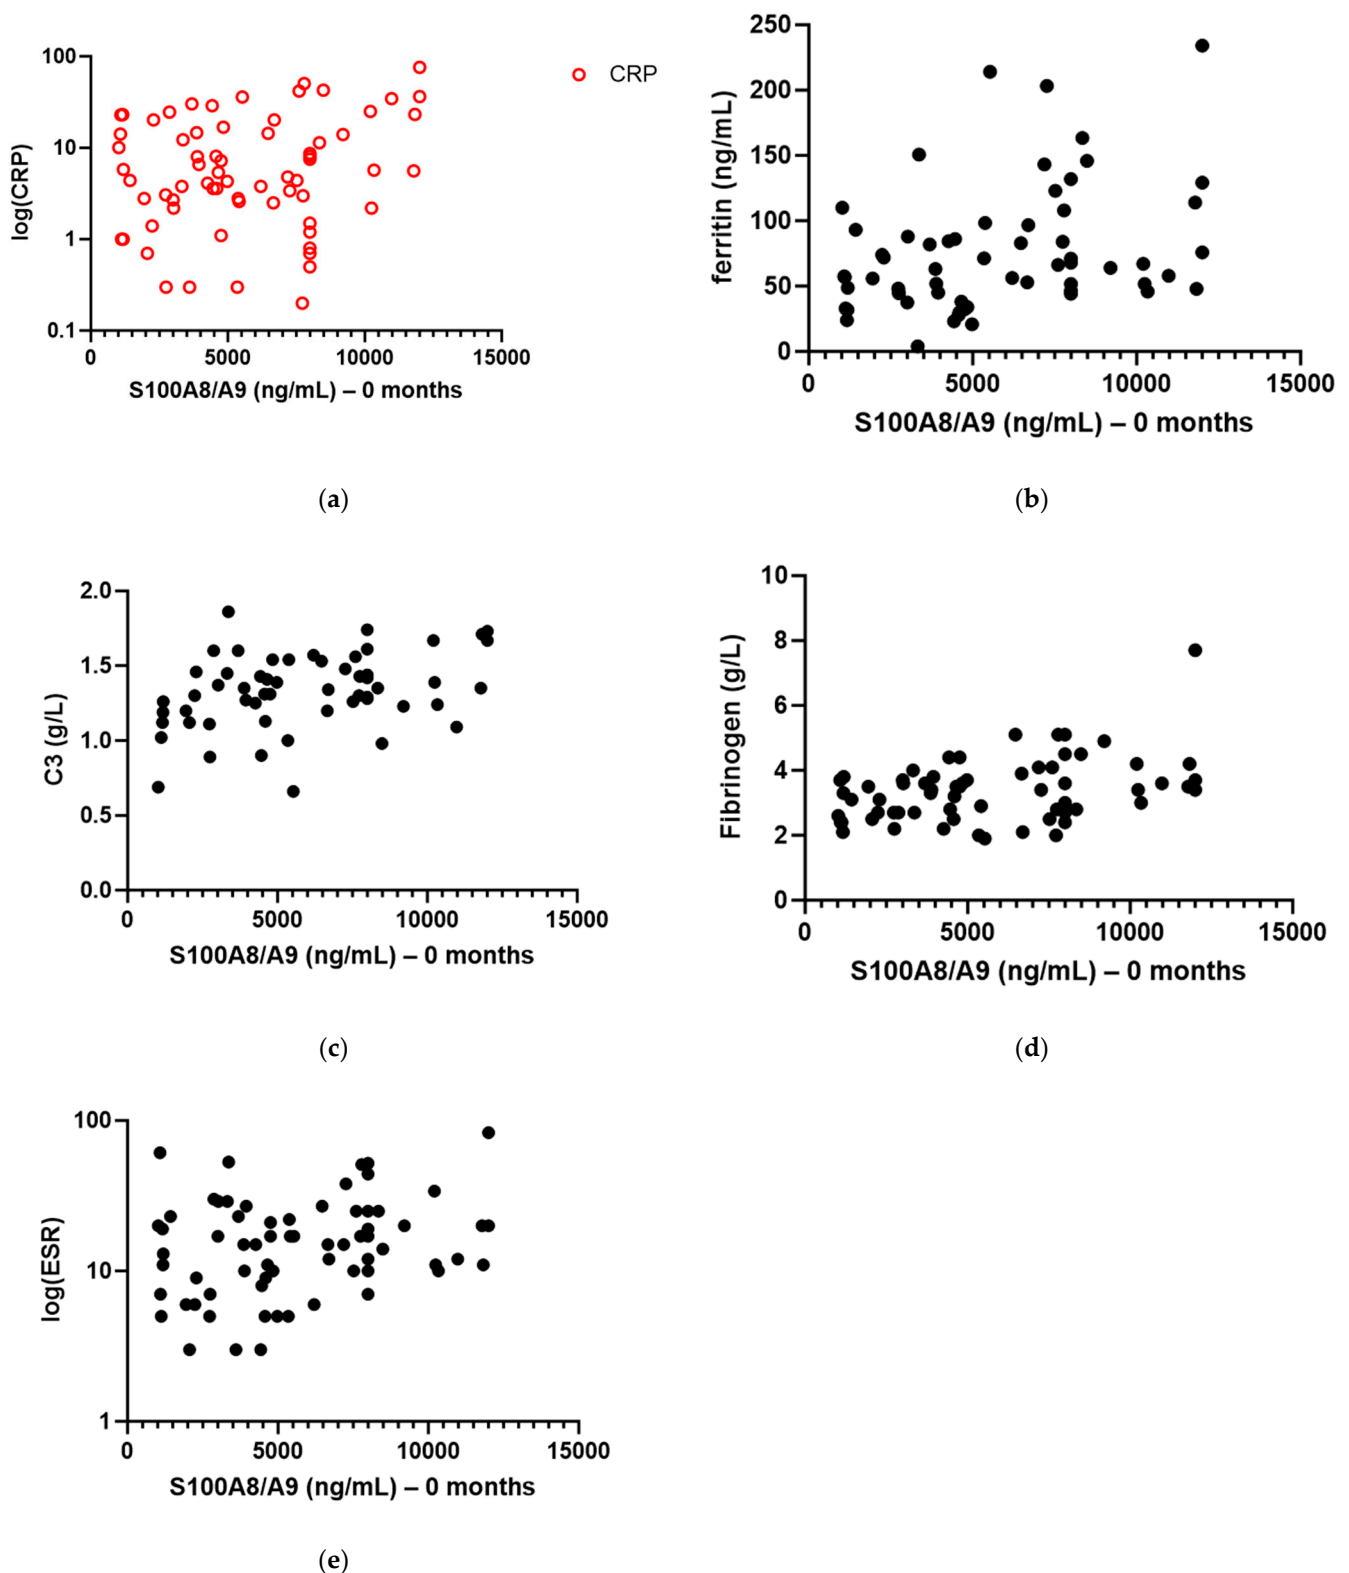 100
10
1
0.1
log(CRP)
0 5000 10000 15000
S100A8/A9 (ng/mL) – 0 months
CRP
(a)
250
200
150
100
50
0
ferritin (ng/mL)
0 5000 10000 15000
S100A8/A9 (ng/mL) – 0 months
(b)
2.0
1.5
1.0
0.5
0.0
C3 (g/L)
0 5000 10000 15000
S100A8/A9 (ng/mL) – 0 months
(c)
10
8
6
4
2
0
Fibrinogen (g/L)
0 5000 10000 15000
S100A8/A9 (ng/mL) – 0 months
(d)
100
10
1
log(ESR)
0 5000 10000 15000
S100A8/A9 (ng/mL) – 0 months
(e)